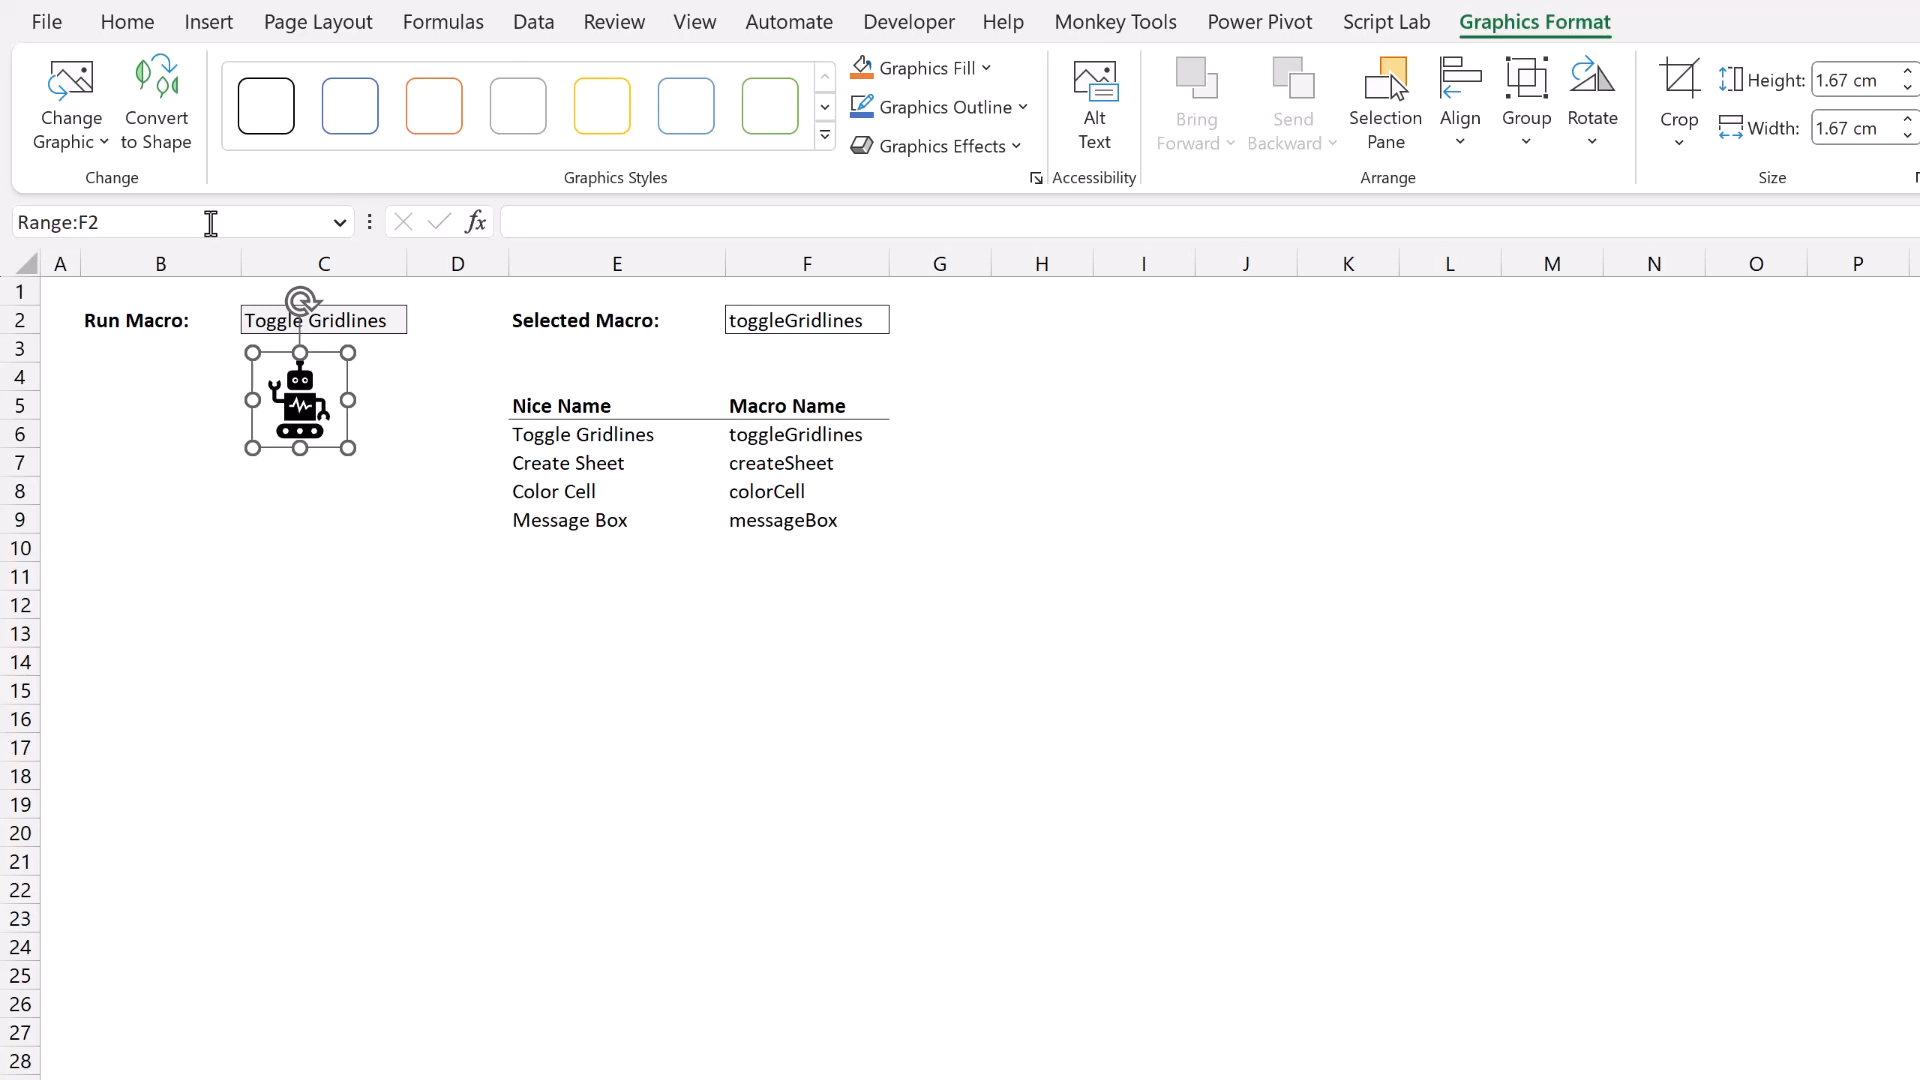 File Home Insert Page Layout Formulas Data Review View Automate Developer Help Monkey Tools Power Pivot Script Lab Graphics Format
Change Graphic
Convert to Shape
Change
Graphics Fill
Graphics Outline
Graphics Effects
Graphics Styles
Alt Text
Accessibility
Bring Forward
Send Backward
Selection Pane
Align
Group
Rotate
Arrange
Crop
Height: 1.67 cm
Width: 1.67 cm
Size
Range:F2 fx
A B C D E F G H I J K L M N O P
1
2 Run Macro: Toggle Gridlines Selected Macro: toggleGridlines
3
4
5 Nice Name Macro Name
6 Toggle Gridlines toggleGridlines
7 Create Sheet createSheet
8 Color Cell colorCell
9 Message Box messageBox
10
11
12
13
14
15
16
17
18
19
20
21
22
23
24
25
26
27
28